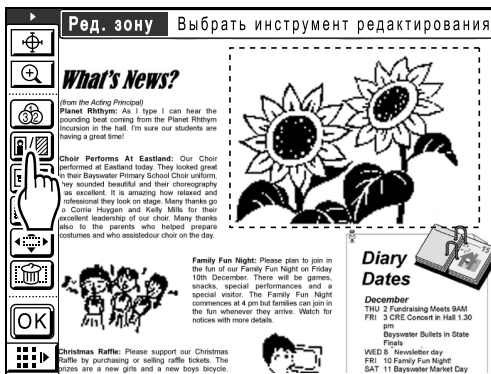 Ред. зону Выбрать инструмент редактирования
What's News?
(from the Acting Principal)
Planet Rhthym: As I type I can hear the
pounding beat coming from the Planet Rhthym
Incursion in the hall. I'm sure our students are
having a great time!
Choir Performs At Eastland: Our Choir
performed at Eastland today. They looked great
in their Bayswater Primary School Choir uniform,
they sounded beautiful and their choreography
was excellent. It is amazing how relaxed and
professional they look on stage. Many thanks go
to Corrie Huygen and Kelly Mills for their
excellent leadership of our choir. Many thanks
also to the parents who helped prepare
costumes and who assistedour choir on the day.
Family Fun Night: Please plan to join in
the fun of our Family Fun Night on Friday
10th December. There will be games,
snacks, special performances and a
special visitor. The Family Fun Night
commences at 4 pm but families can join in
the fun whenever they arrive. Watch for
notices with more details.
Christmas Raffle: Please support our Christmas
Raffle by purchasing or selling raffle tickets. The
prizes are a new girls and a new boys bicycle.
Diary
Dates
December
THU 2 Fundraising Meets 9AM
FRI 3 CRE Concert in Hall 1.30
pm
Bayswater Bullets in State
Finals
WED 8 Newsletter day
FRI 10 Family Fun Night!
SAT 11 Bayswater Market Day
OK